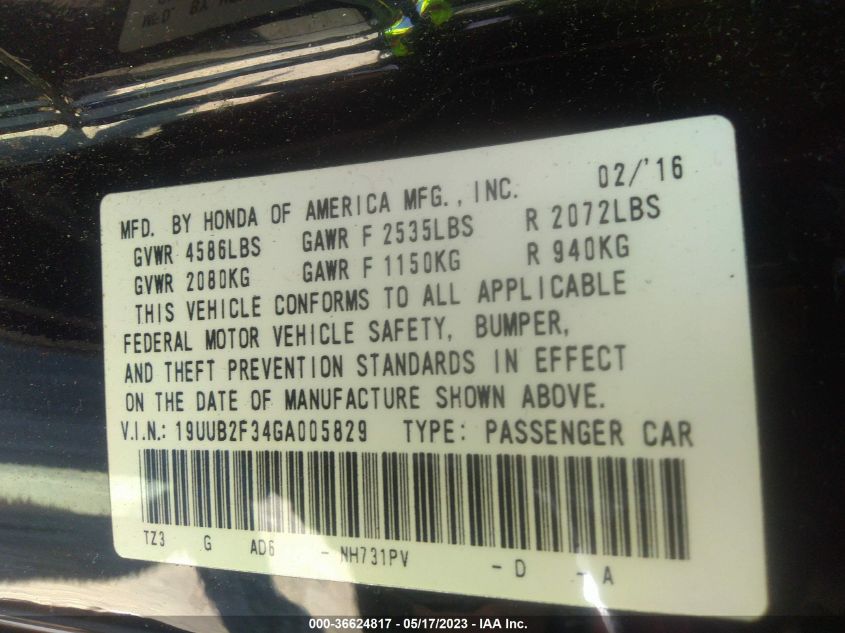 MFD. BY HONDA OF AMERICA MFG., INC. 02/'16
GVWR 4586LBS GAWR F 2535LBS R 2072LBS
GVWR 2080KG GAWR F 1150KG R 940KG
THIS VEHICLE CONFORMS TO ALL APPLICABLE
FEDERAL MOTOR VEHICLE SAFETY, BUMPER,
AND THEFT PREVENTION STANDARDS IN EFFECT
ON THE DATE OF MANUFACTURE SHOWN ABOVE.
V.I.N.: 19UUB2F34GA005829 TYPE: PASSENGER CAR
TZ3 G AD6 - NH731PV - D - A
000-36624817 - 05/17/2023 - IAA Inc.